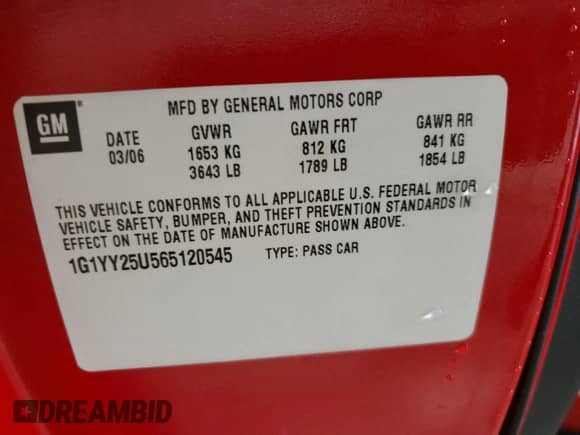 GM
®
MFD BY GENERAL MOTORS CORP
DATE GVWR GAWR FRT GAWR RR
03/06 1653 KG 812 KG 841 KG
3643 LB 1789 LB 1854 LB
THIS VEHICLE CONFORMS TO ALL APPLICABLE U.S. FEDERAL MOTOR
VEHICLE SAFETY, BUMPER, AND THEFT PREVENTION STANDARDS IN
EFFECT ON THE DATE OF MANUFACTURE SHOWN ABOVE.
1G1YY25U565120545 TYPE: PASS CAR
DREAMBID